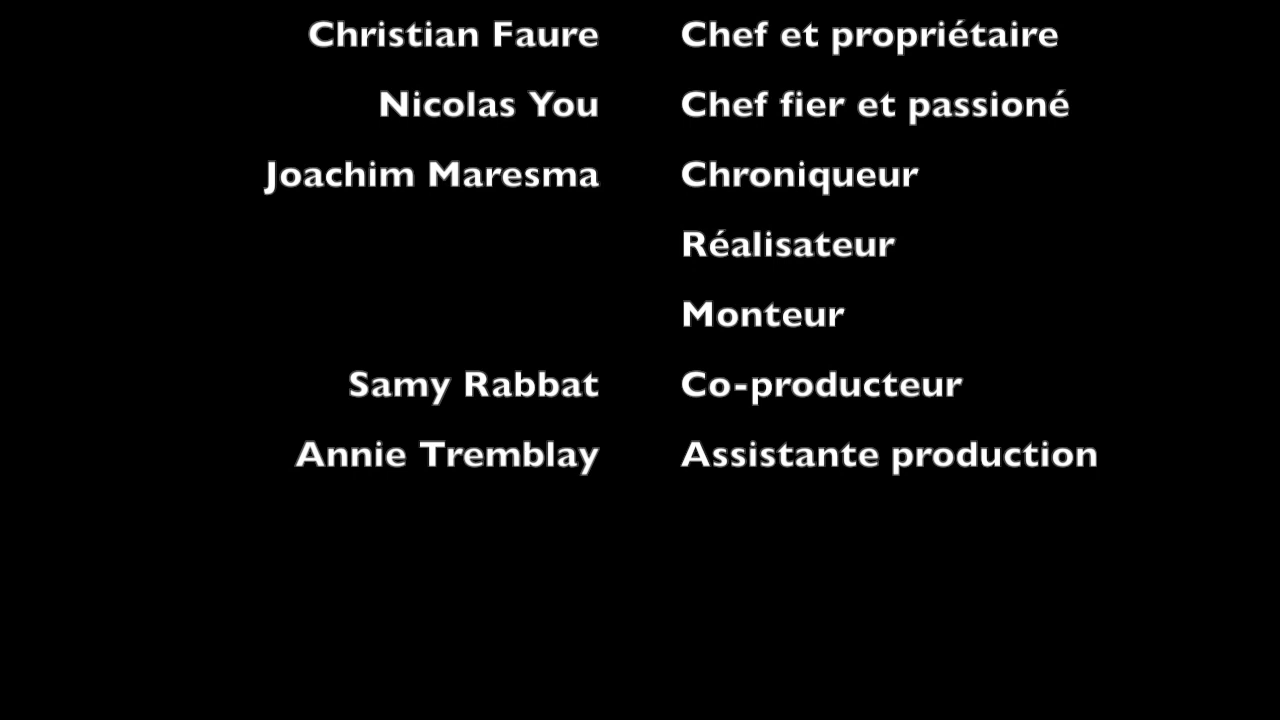 Christian Faure Chef et propriétaire
Nicolas You Chef fier et passioné
Joachim Maresma Chroniqueur
Réalisateur
Monteur
Samy Rabbat Co-producteur
Annie Tremblay Assistante production